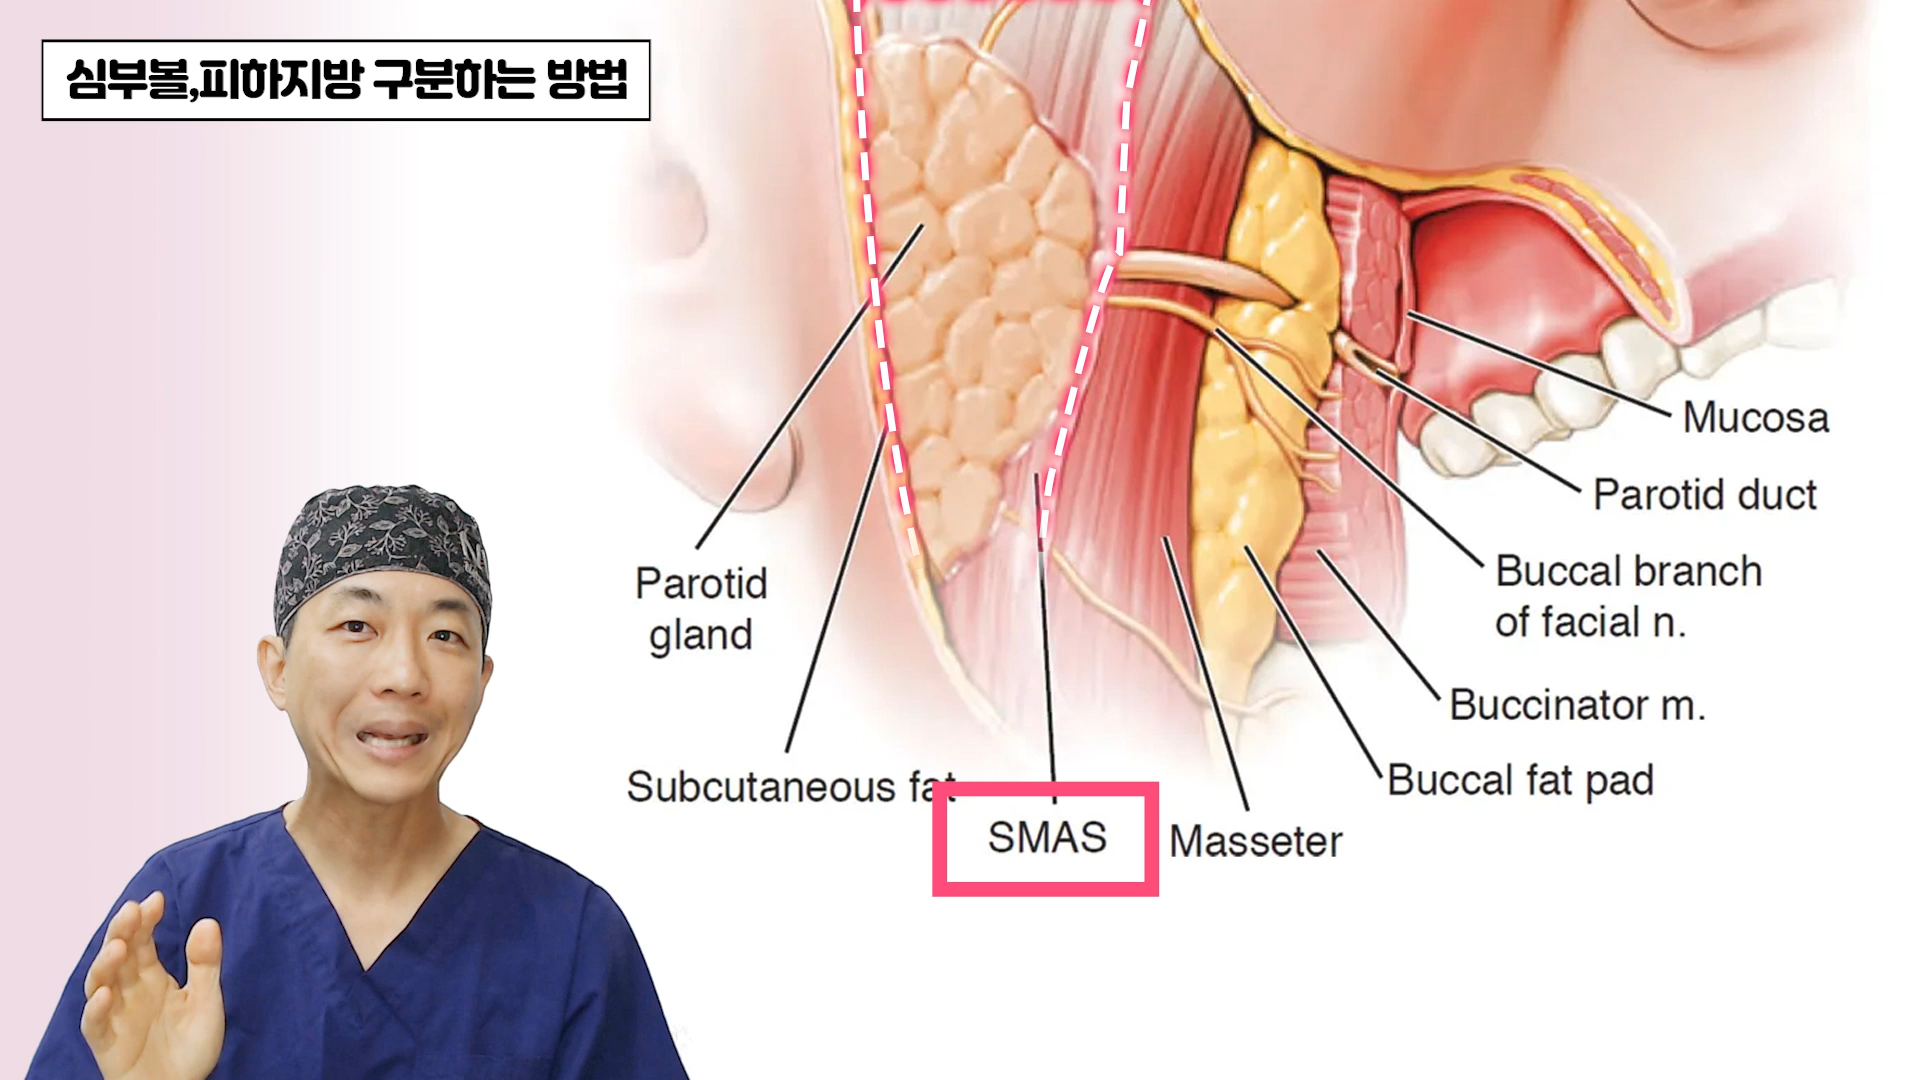 심부볼,피하지방 구분하는 방법
Mucosa
Parotid duct
Buccal branch
of facial n.
Parotid
gland
Buccinator m.
Buccal fat pad
Subcutaneous fat
SMAS
Masseter